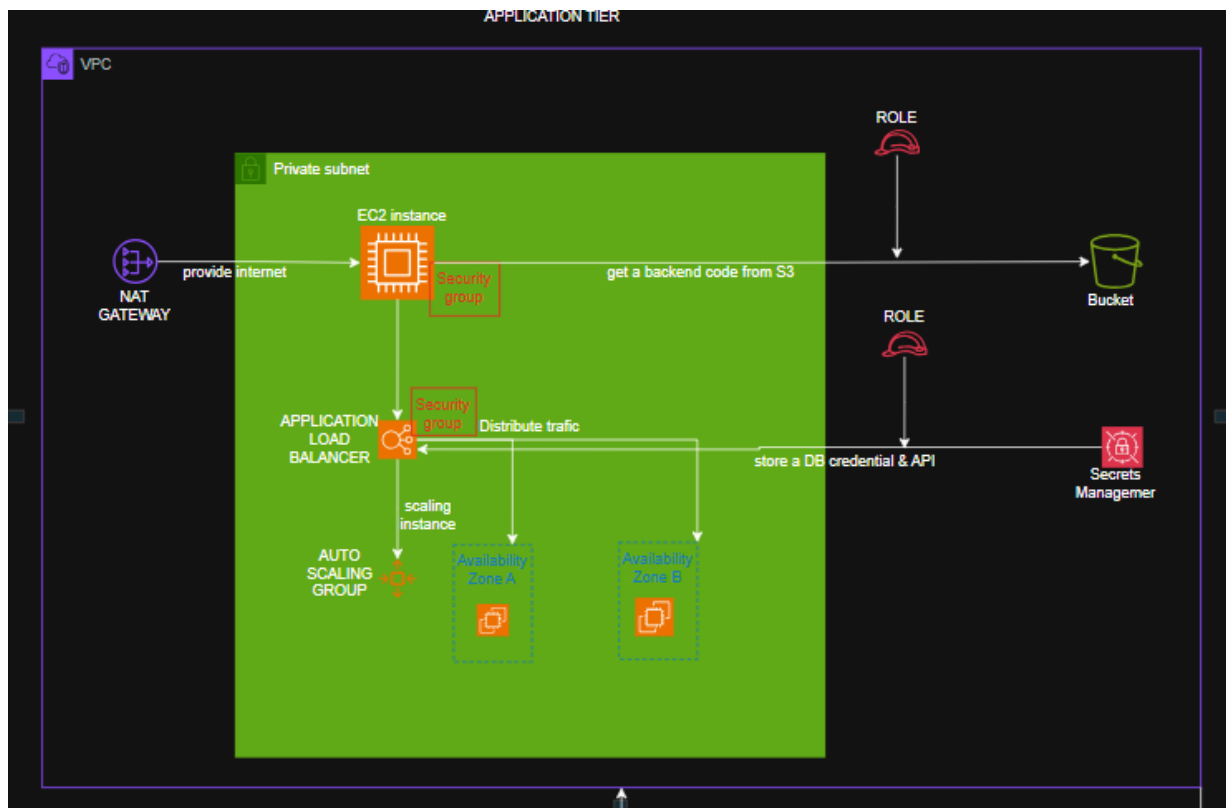 APPLICATION TIER
VPC
ROLE
Private subnet
EC2 instance
provide internet
Security
group
get a backend code from S3
NAT
GATEWAY
Bucket
ROLE
Security
group
APPLICATION
LOAD
BALANCER
Distribute trafic
store a DB credential & API
Secrets
Managemer
scaling
instance
AUTO
SCALING
GROUP
Availability
Zone A
Availability
Zone B